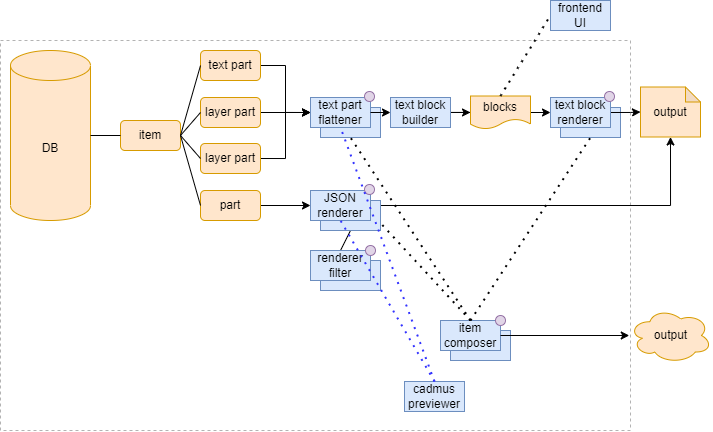 frontend
UI
text part
layer part
layer part
part
DB
item
text part
flattener
text block
builder
blocks
text block
renderer
output
JSON
renderer
renderer
filter
item
composer
output
cadmus
previewer